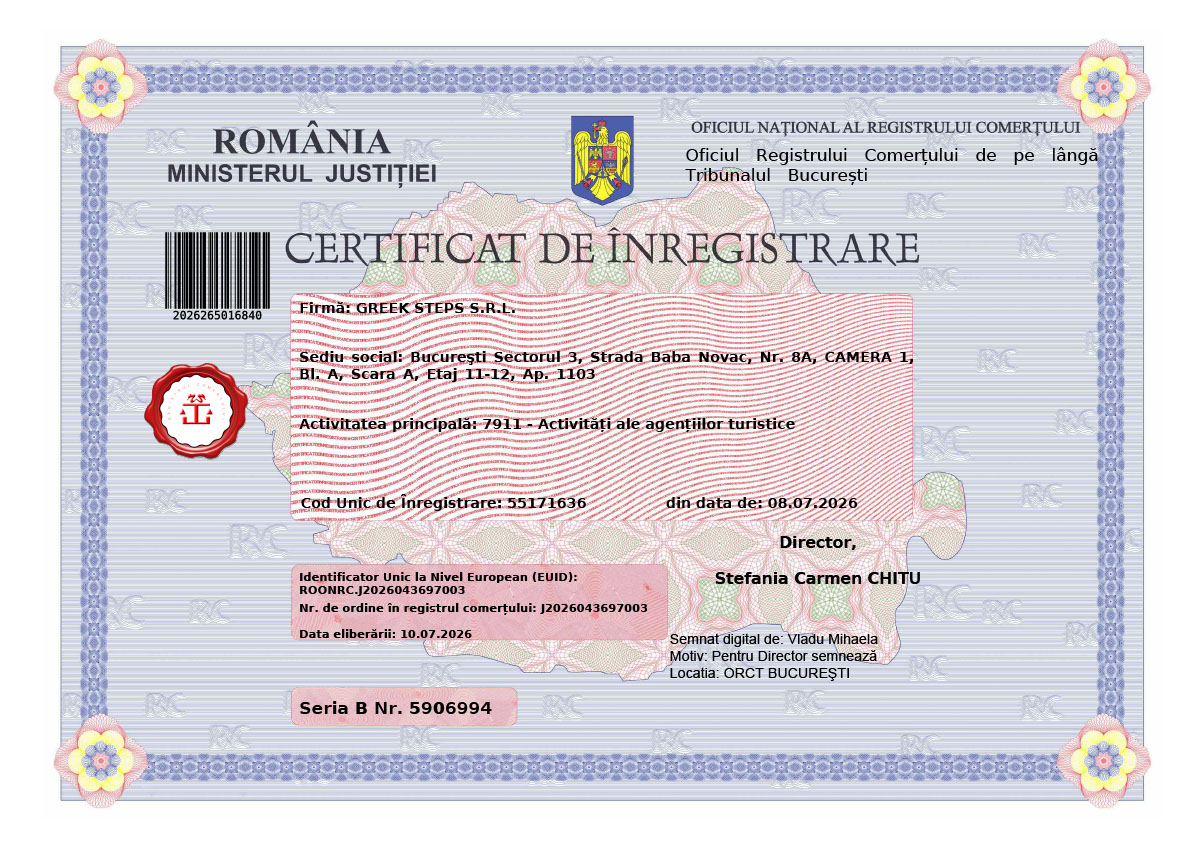 ROMÂNIA
MINISTERUL JUSTIȚIEI
OFICIUL NAȚIONAL AL REGISTRULUI COMERȚULUI
Oficiul Registrului Comerțului de pe lângă
Tribunalul București
CERTIFICAT DE ÎNREGISTRARE
2026265016840
Firmă: GREEK STEPS S.R.L.
Sediu social: Bucureşti Sectorul 3, Strada Baba Novac, Nr. 8A, CAMERA 1,
Bl. A, Scara A, Etaj 11-12, Ap. 1103
Activitatea principală: 7911 - Activități ale agențiilor turistice
Cod Unic de Înregistrare: 55171636 din data de: 08.07.2026
Director,
Stefania Carmen CHITU
Identificator Unic la Nivel European (EUID):
ROONRC.J2026043697003
Nr. de ordine în registrul comerțului: J2026043697003
Data eliberării: 10.07.2026
Semnat digital de: Vladu Mihaela
Motiv: Pentru Director semnează
Locatia: ORCT BUCUREŞTI
Seria B Nr. 5906994